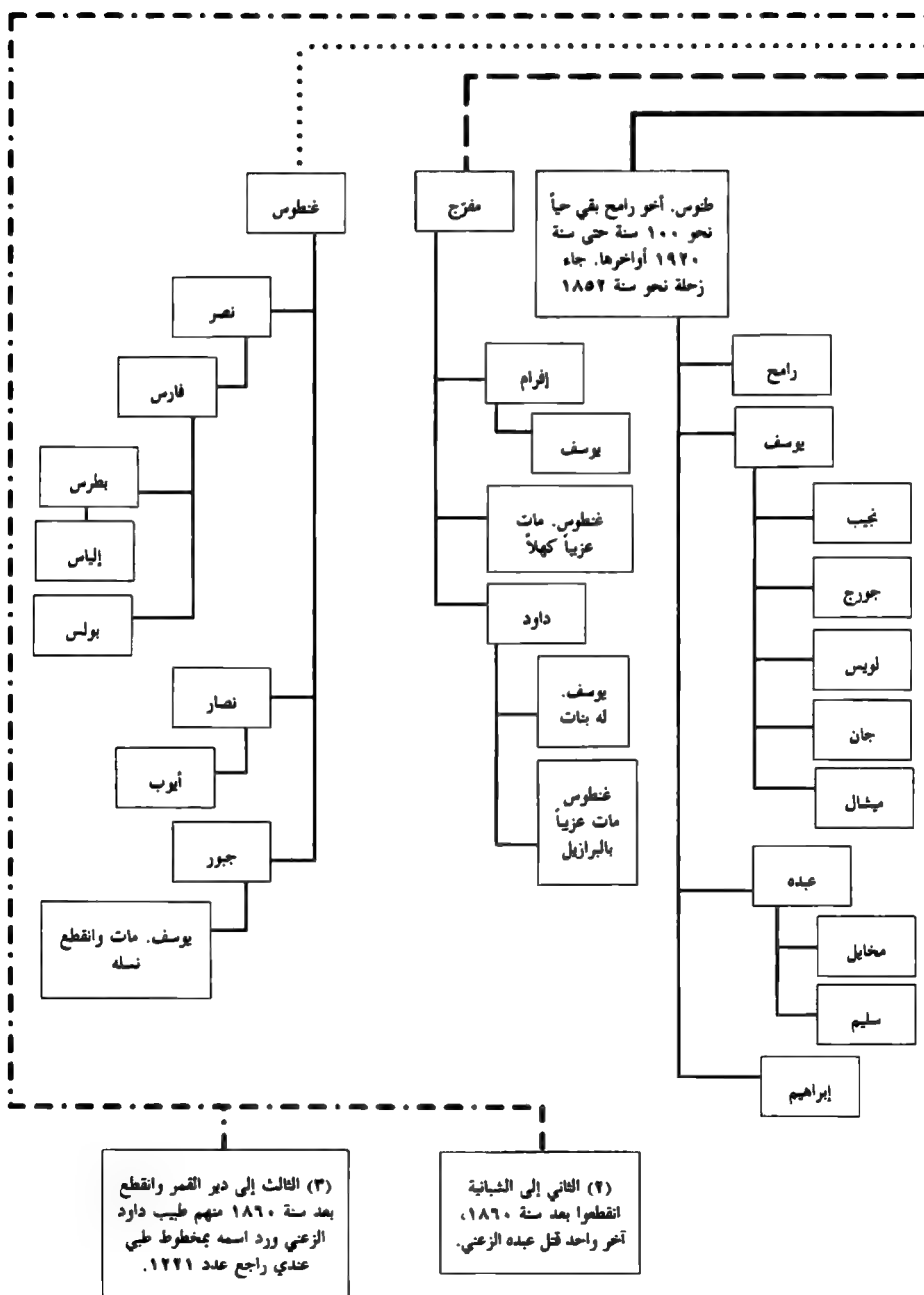 طنوس. أخو رامح بقي حياً
نحو ١٠٠ سنة حتى سنة
١٩٢٠ أواخرها. جاء
زحلة نحو سنة ١٨٥٢
رامح
يوسف
نجيب
جورج
لويس
جان
ميشال
عبده
مخايل
سليم
إبراهيم
مفرّج
إفرام
يوسف
غنطوس. مات
عزيباً كهلاً
داود
يوسف.
له بنات
غنطوس
مات عزيباً
بالبرازيل
غنطوس
نصر
فارس
بطرس
إلياس
بولس
نصار
أيوب
جبور
يوسف. مات وانقطع
نسله
(٢) الثاني إلى الشبانية
انقطعوا بعد سنة ١٨٦٠،
آخر واحد قتل عبده الزعني.
(٣) الثالث إلى دير القمر وانقطع
بعد سنة ١٨٦٠ منهم طبيب داود
الزعني ورد اسمه بمخطوط طبي
عندي راجع عدد ١٢٢١.